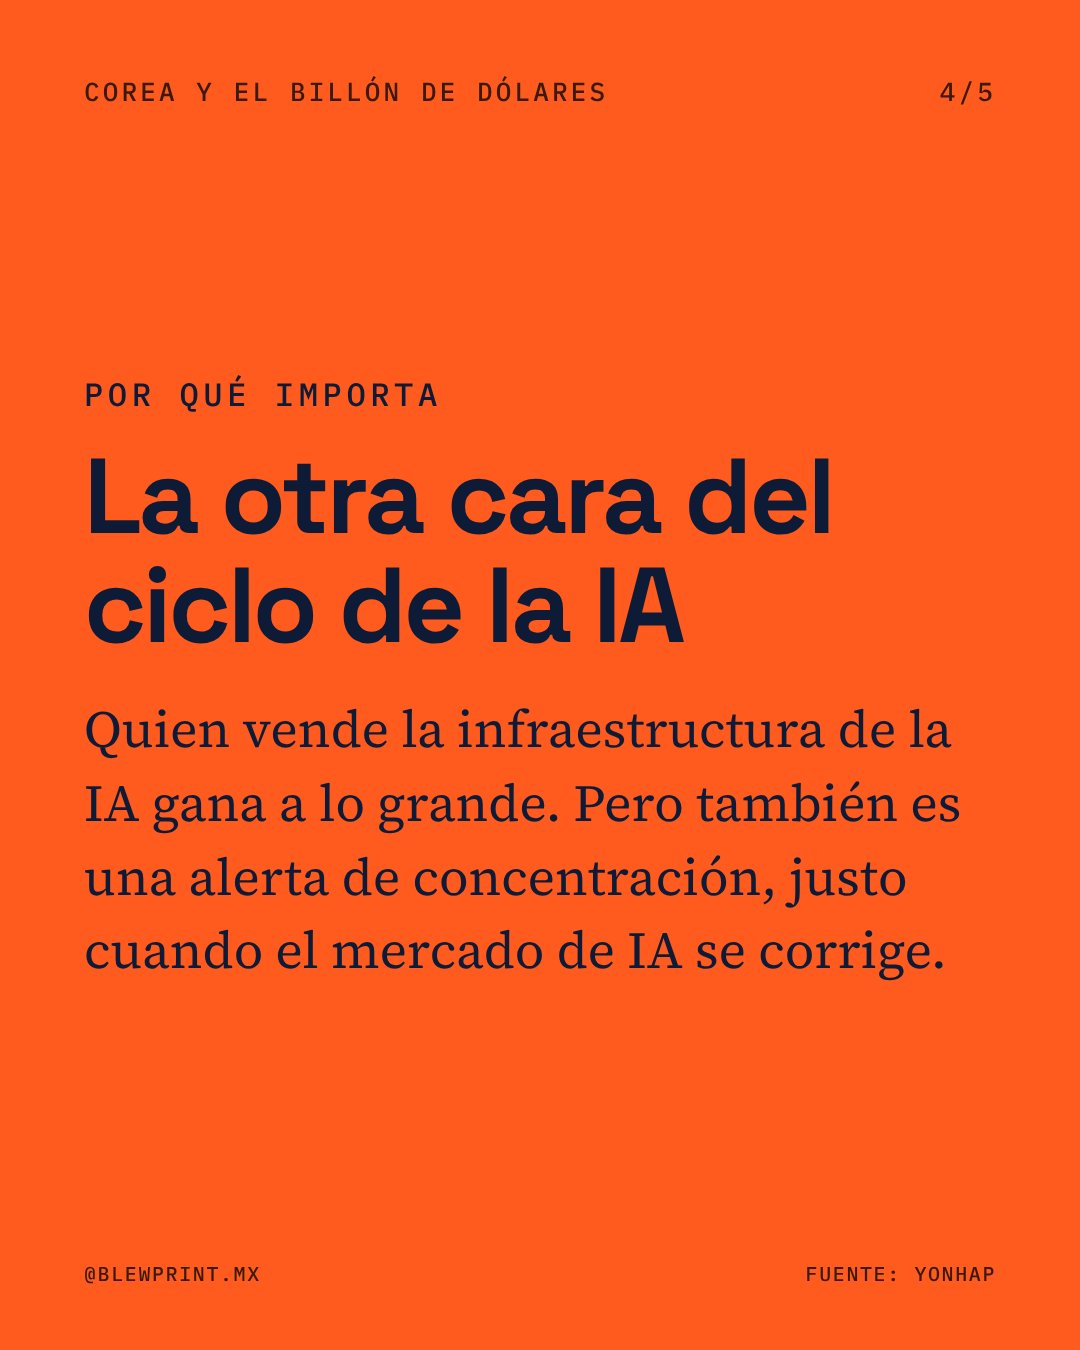 COREA Y EL BILLÓN DE DÓLARES
4/5
POR QUÉ IMPORTA
La otra cara del
ciclo de la IA
Quien vende la infraestructura de la
IA gana a lo grande. Pero también es
una alerta de concentración, justo
cuando el mercado de IA se corrige.
@BLEWPRINT.MX
FUENTE: YONHAP